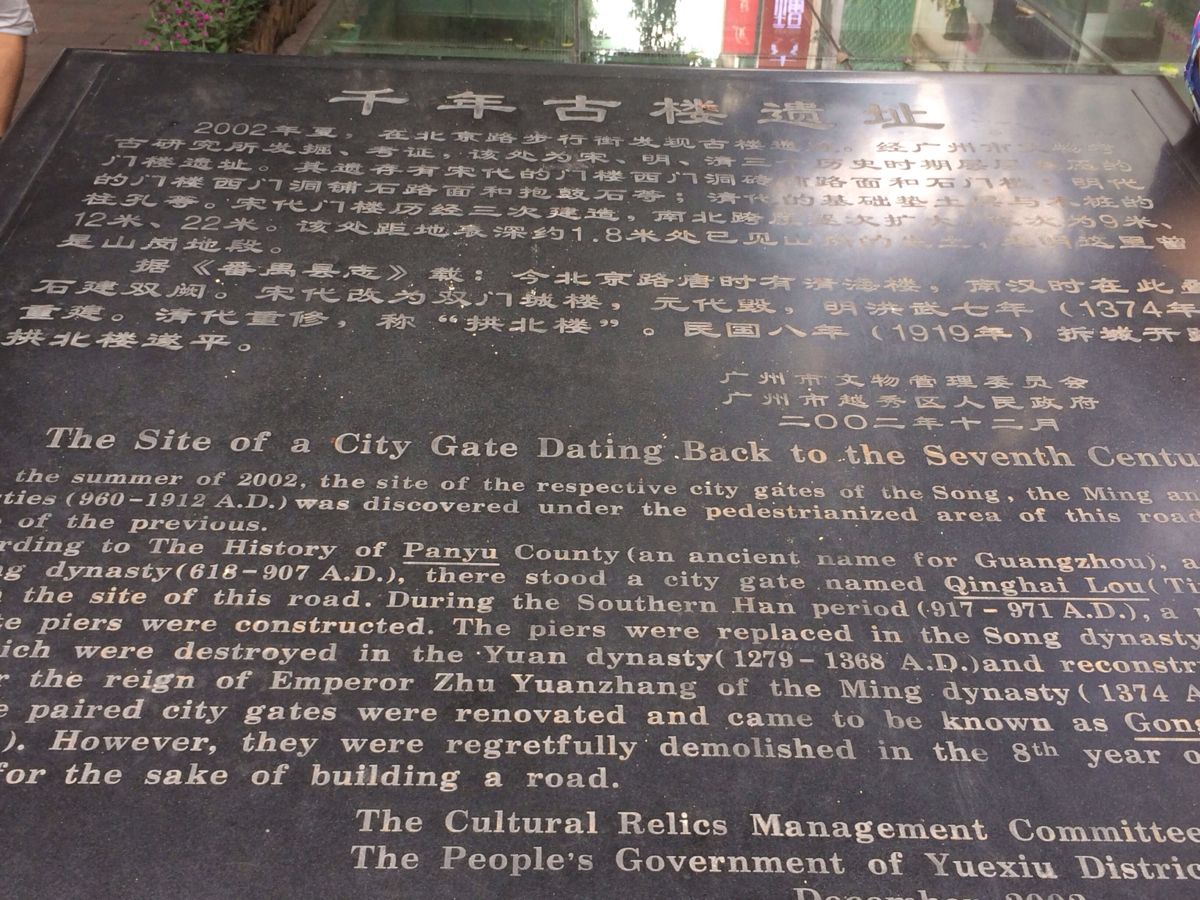 千年古楼遗址
2002年夏，在北京路步行街发现古楼遗址。经广州市文物考
古研究所发掘、考证，该处为宋、明、清三个历史时期层层
门楼遗址。其遗存有宋代的门楼西门洞砖铺路面和石门槛；明代
的门楼西门洞铺石路面和抱鼓石等；清代的基础垫土层与木桩的
柱孔等。宋代门楼历经三次建造，南北跨度逐次扩大，依次为9米、
12米、22米。该处距地表深约1.8米处已见山岗的生土，证明这里曾
是山岗地段。
据《番禺县志》载：今北京路唐时有清海楼，南汉时在此叠
石建双阙。宋代改为双门城楼，元代毁，明洪武七年（1374年
重建。清代重修，称“拱北楼”。民国八年（1919年）拆城开路
拱北楼遂平。
广州市文物管理委员会
广州市越秀区人民政府
二〇〇二年十二月
The Site of a City Gate Dating Back to the Seventh Centu
the summer of 2002, the site of the respective city gates of the Song, the Ming an
ties (960-1912 A.D.) was discovered under the pedestrianized area of this road
of the previous.
rding to The History of Panyu County (an ancient name for Guangzhou), a
g dynasty (618-907 A.D.), there stood a city gate named Qinghai Lou (Ti
the site of this road. During the Southern Han period (917-971 A.D.), a
te piers were constructed. The piers were replaced in the Song dynasty
ich were destroyed in the Yuan dynasty (1279-1368 A.D.) and reconstr
r the reign of Emperor Zhu Yuanzhang of the Ming dynasty (1374 A
e paired city gates were renovated and came to be known as Gong
). However, they were regretfully demolished in the 8th year o
for the sake of building a road.
The Cultural Relics Management Committee
The People's Government of Yuexiu Distric
December 2002